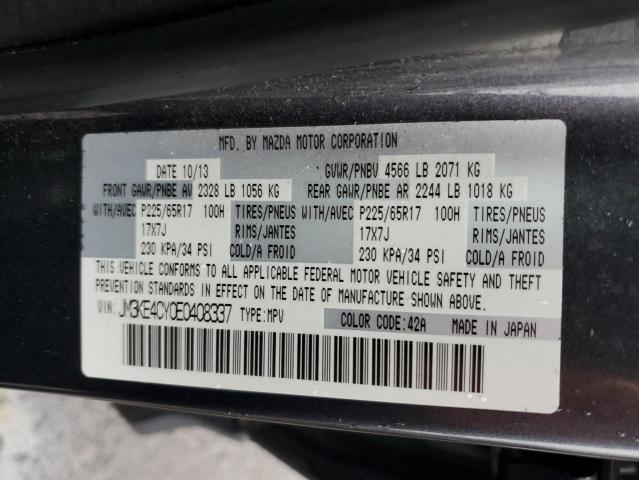 MFD. BY MAZDA MOTOR CORPORATION
DATE 10/13 GVWR/PNBV 4566 LB 2071 KG
FRONT GAWR/PNBE AV 2328 LB 1056 KG REAR GAWR/PNBE AR 2244 LB 1018 KG
WITH/AVEC P225/65R17 100H TIRES/PNEUS WITH/AVEC P225/65R17 100H TIRES/PNEUS
17X7J RIMS/JANTES 17X7J RIMS/JANTES
230 KPA/34 PSI COLD/A FROID 230 KPA/34 PSI COLD/A FROID
THIS VEHICLE CONFORMS TO ALL APPLICABLE FEDERAL MOTOR VEHICLE SAFETY AND THEFT
PREVENTION STANDARDS IN EFFECT ON THE DATE OF MANUFACTURE SHOWN ABOVE.
VIN: JM3KE4CY0E0408337 TYPE: MPV COLOR CODE: 42A MADE IN JAPAN